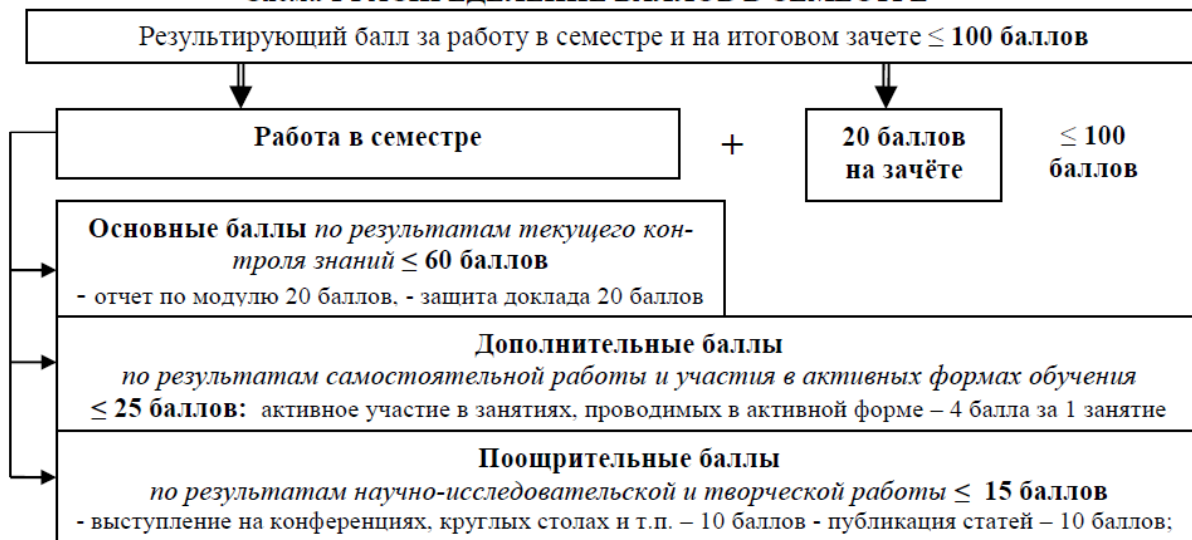 Результирующий балл за работу в семестре и на итоговом зачете ≤ 100 баллов
Работа в семестре
+
20 баллов
на зачёте
≤ 100
баллов
Основные баллы по результатам текущего кон-
троля знаний ≤ 60 баллов
- отчет по модулю 20 баллов, - защита доклада 20 баллов
Дополнительные баллы
по результатам самостоятельной работы и участия в активных формах обучения
≤ 25 баллов: активное участие в занятиях, проводимых в активной форме – 4 балла за 1 занятие
Поощрительные баллы
по результатам научно-исследовательской и творческой работы ≤ 15 баллов
- выступление на конференциях, круглых столах и т.п. – 10 баллов - публикация статей – 10 баллов;